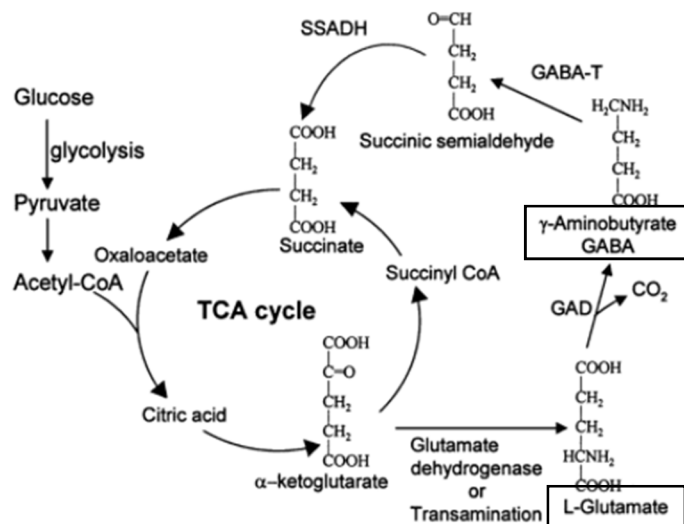 Glucose
glycolysis
Pyruvate
Acetyl-CoA
Oxaloacetate
TCA cycle
Citric acid
SSADH
O=CH
CH2
CH2
COOH
Succinic semialdehyde
GABA-T
H2CNH2
CH2
CH2
COOH
γ-Aminobutyrate
GABA
COOH
CH2
CH2
COOH
Succinate
Succinyl CoA
GAD
CO2
COOH
C=O
CH2
CH2
COOH
α-ketoglutarate
Glutamate
dehydrogenase
or
Transamination
COOH
CH2
CH2
HCNH2
COOH
L-Glutamate